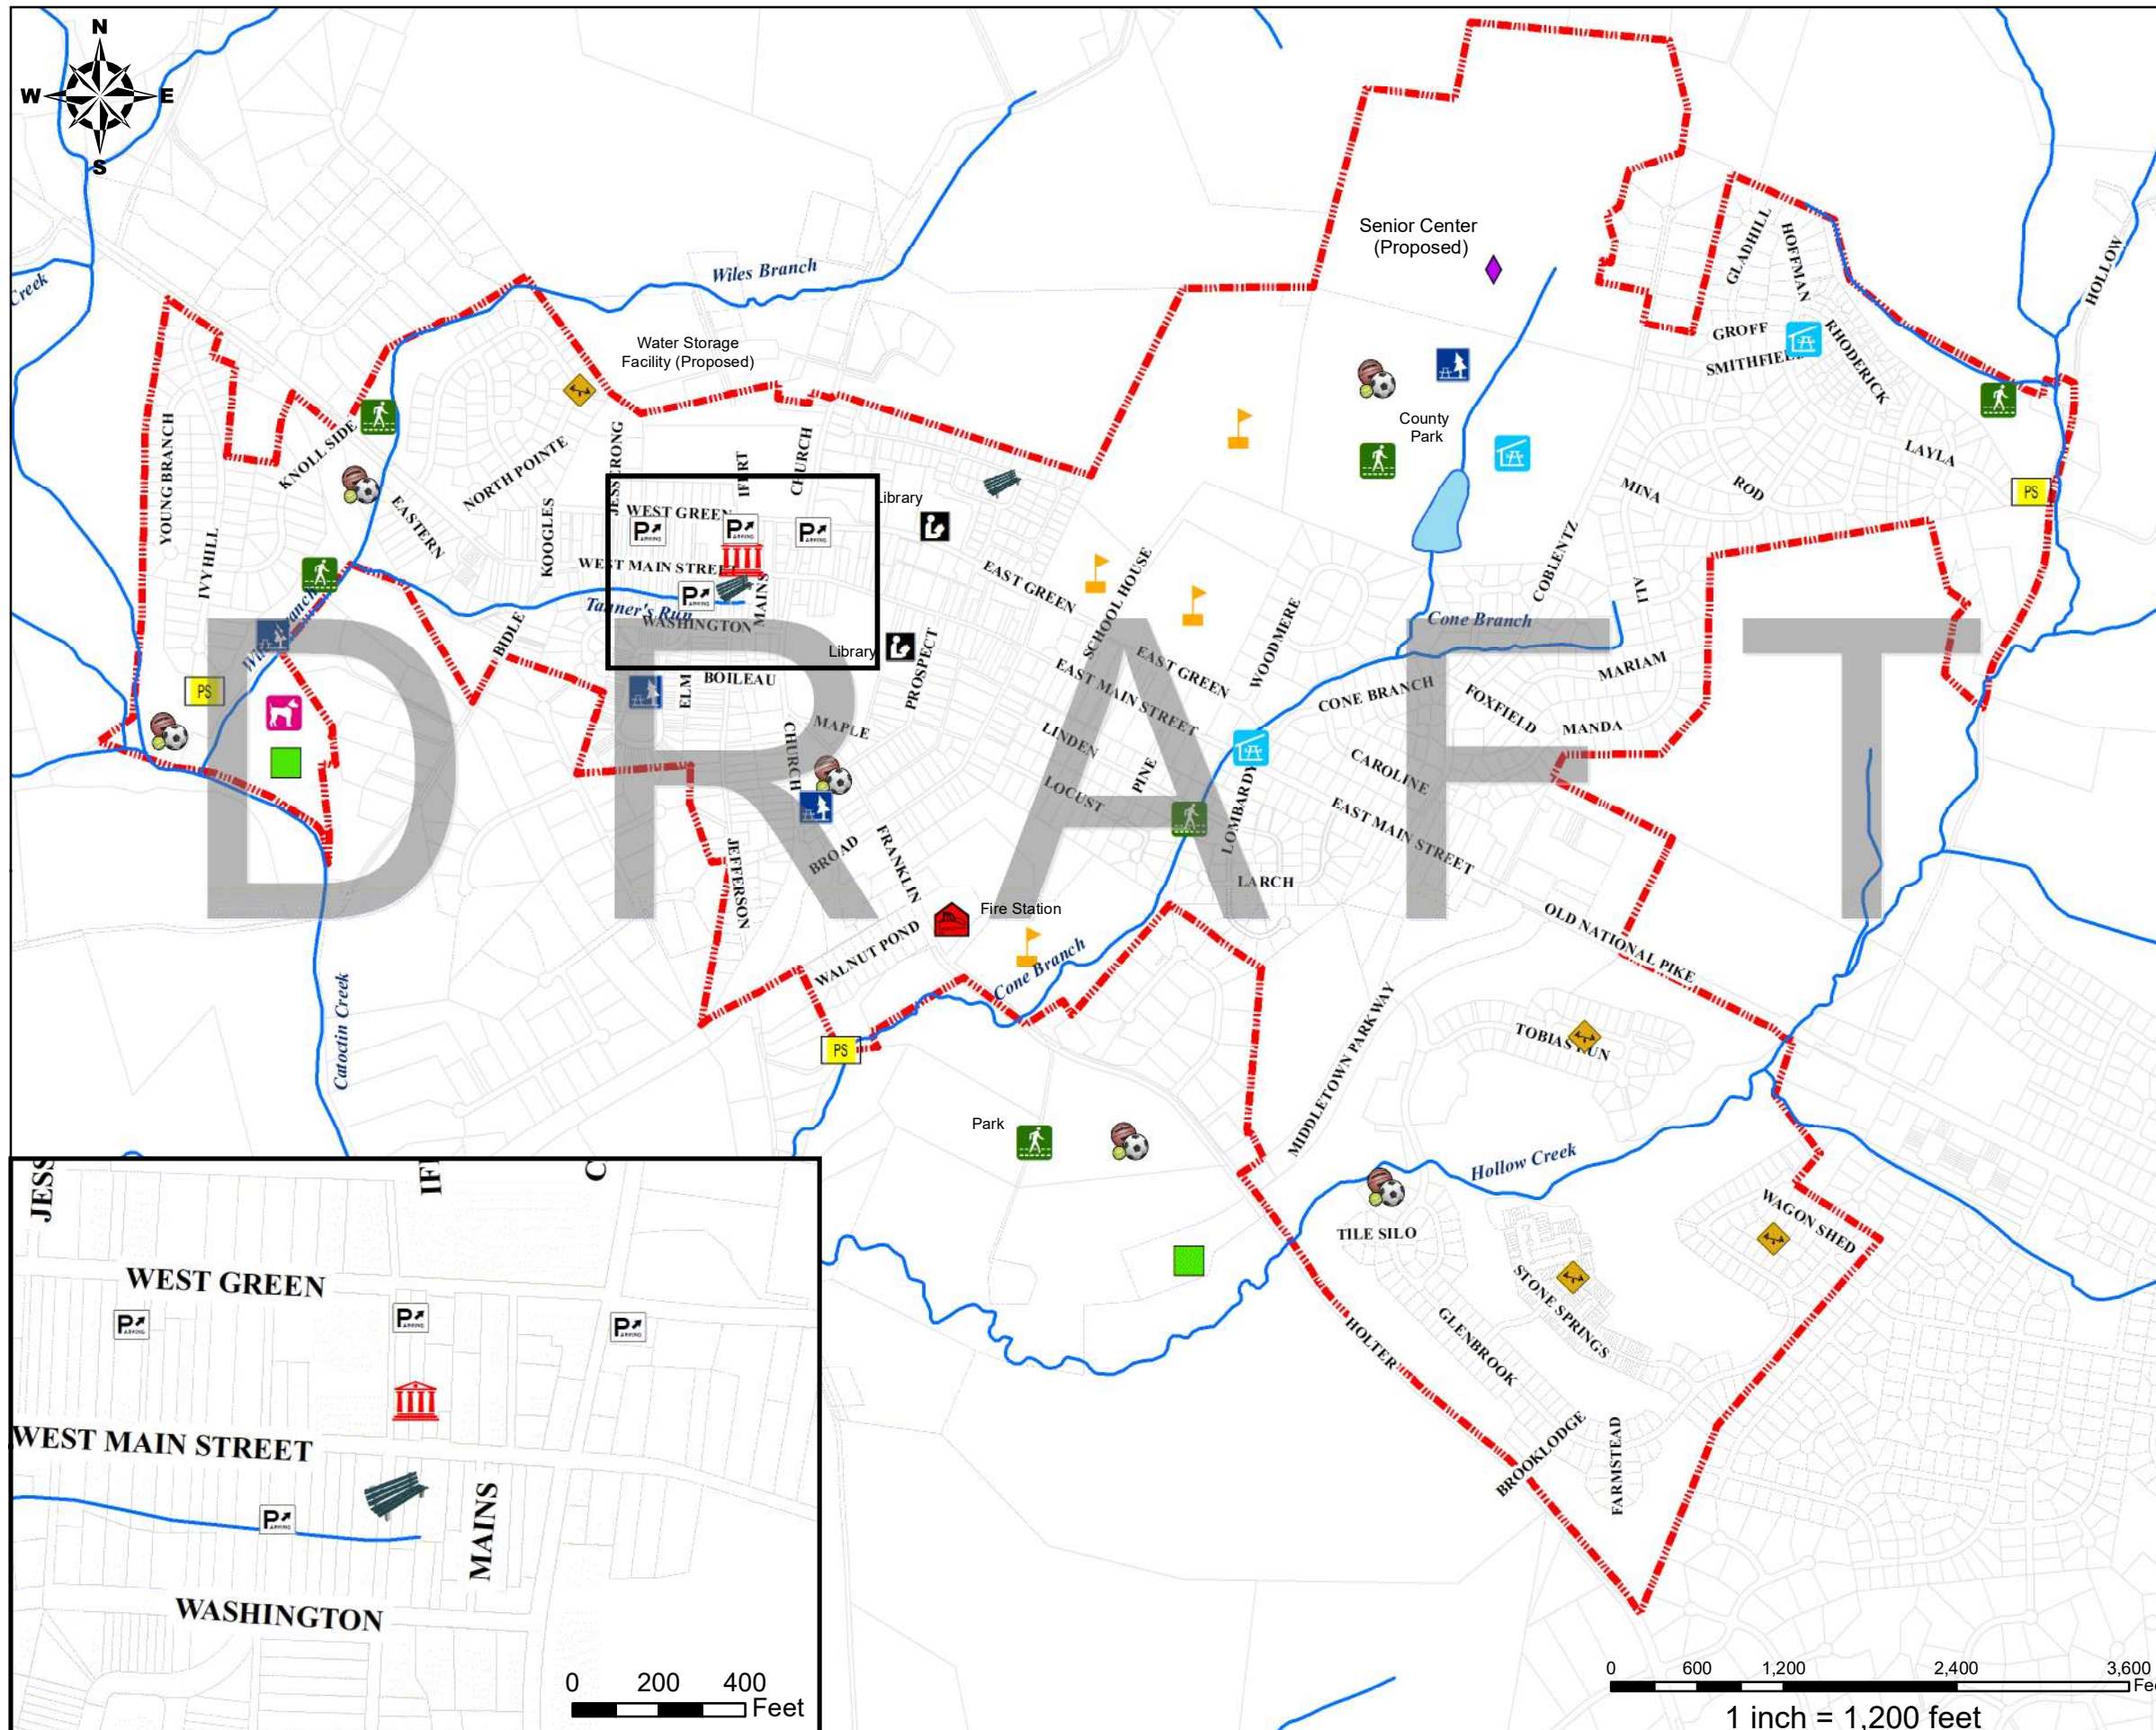 N
W E
S
Senior Center
(Proposed)
Wiles Branch
Creek
Water Storage
Facility (Proposed)
GLADHILL
HOFFMAN
HOLLOW
GROFF
RHODERICK
County
Park
KNOLL SIDE
YOUNG BRANCH
IVY HILL
EASTERN
NORTH POINTE
KOOGLES
IFERT
CHURCH
WEST GREEN
Library
WEST MAIN STREET
MAINS
Tanner's Run
WASHINGTON
Library
BIDLE
ELM
BOILEAU
PROSPECT
EAST GREEN
SCHOOL HOUSE
EAST GREEN
EAST MAIN STREET
WOODMERE
LAYLA
MINA
ROD
PS
COBLENTZ
ALI
Cone Branch
MARIAM
CONE BRANCH
FOXFIELD
MANDA
PS
DRAFT
MAPLE
CHURCH
LINDEN
LOCUST
PINE
LOMBARDY
CAROLINE
EAST MAIN STREET
LARCH
JEFFERSON
BROAD
FRANKLIN
WALNUT POND
Fire Station
Cone Branch
OLD NATIONAL PIKE
PS
Catoctin Creek
MIDDLETOWN PARKWAY
Park
Hollow Creek
TILE SILO
WAGON SHED
STONE SPRINGS
GLENBROOK
HOLTER
BROOKLODGE
FARMSTEAD
JESS
IF
C
WEST GREEN
P
ARKING
P
ARKING
P
ARKING
WEST MAIN STREET
P
ARKING
MAINS
WASHINGTON
0 200 400
Feet
0 600 1,200 2,400 3,600
1 inch = 1,200 feet